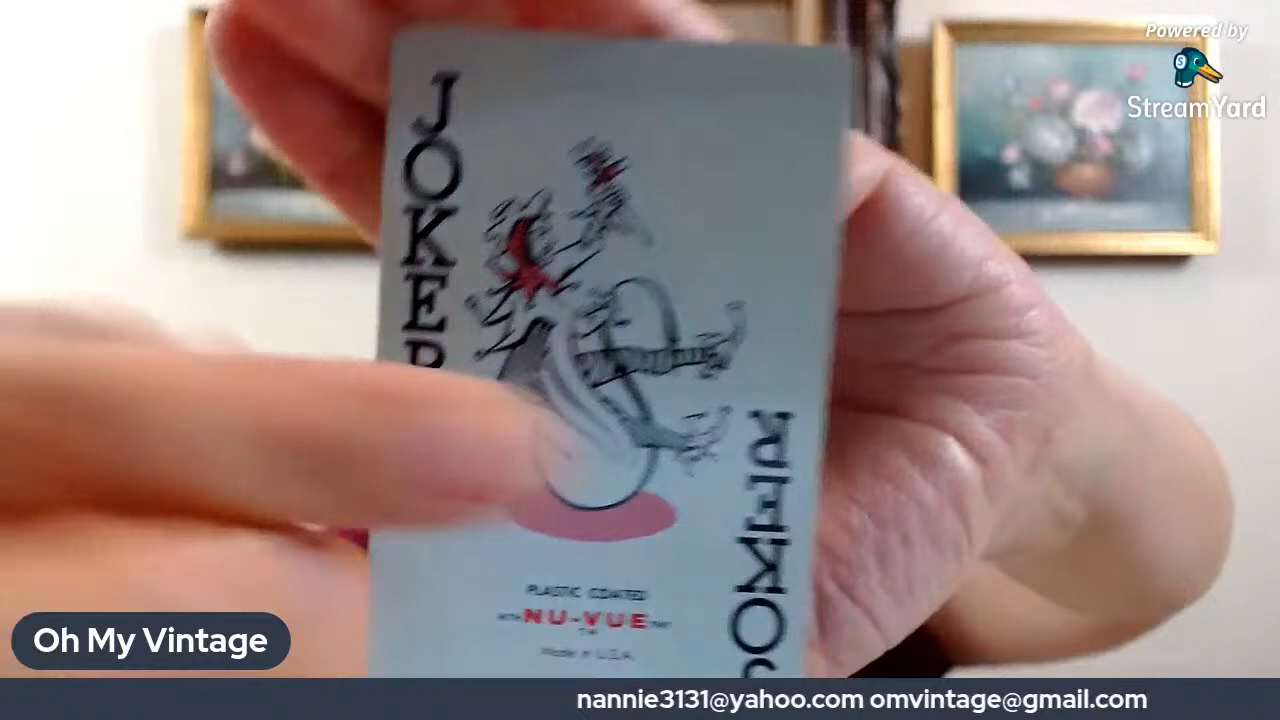 Powered by
StreamYard
JOKER
JOKER
PLASTIC COATED
NU-VUE
Made in U.S.A.
Oh My Vintage
nannie3131@yahoo.com omvintage@gmail.com